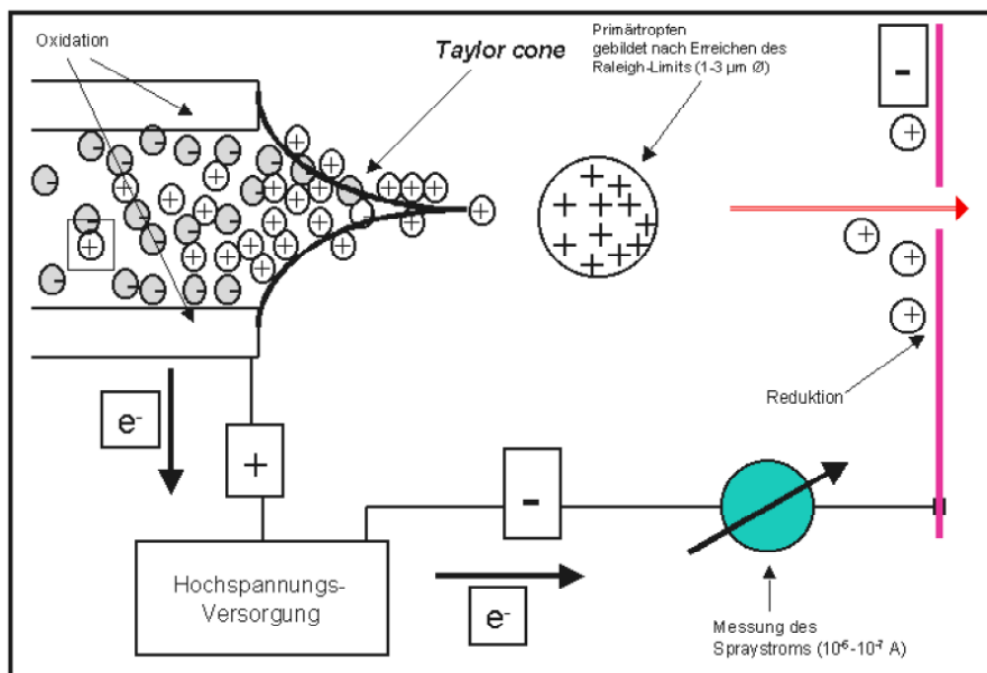 Oxidation
Taylor cone
Primärtropfen
gebildet nach Erreichen des
Raleigh-Limits (1-3 µm Ø)
-
Reduktion
e⁻
+
-
Hochspannungs-
Versorgung
e⁻
Messung des
Spraystroms (10⁻⁶-10⁻⁷ A)